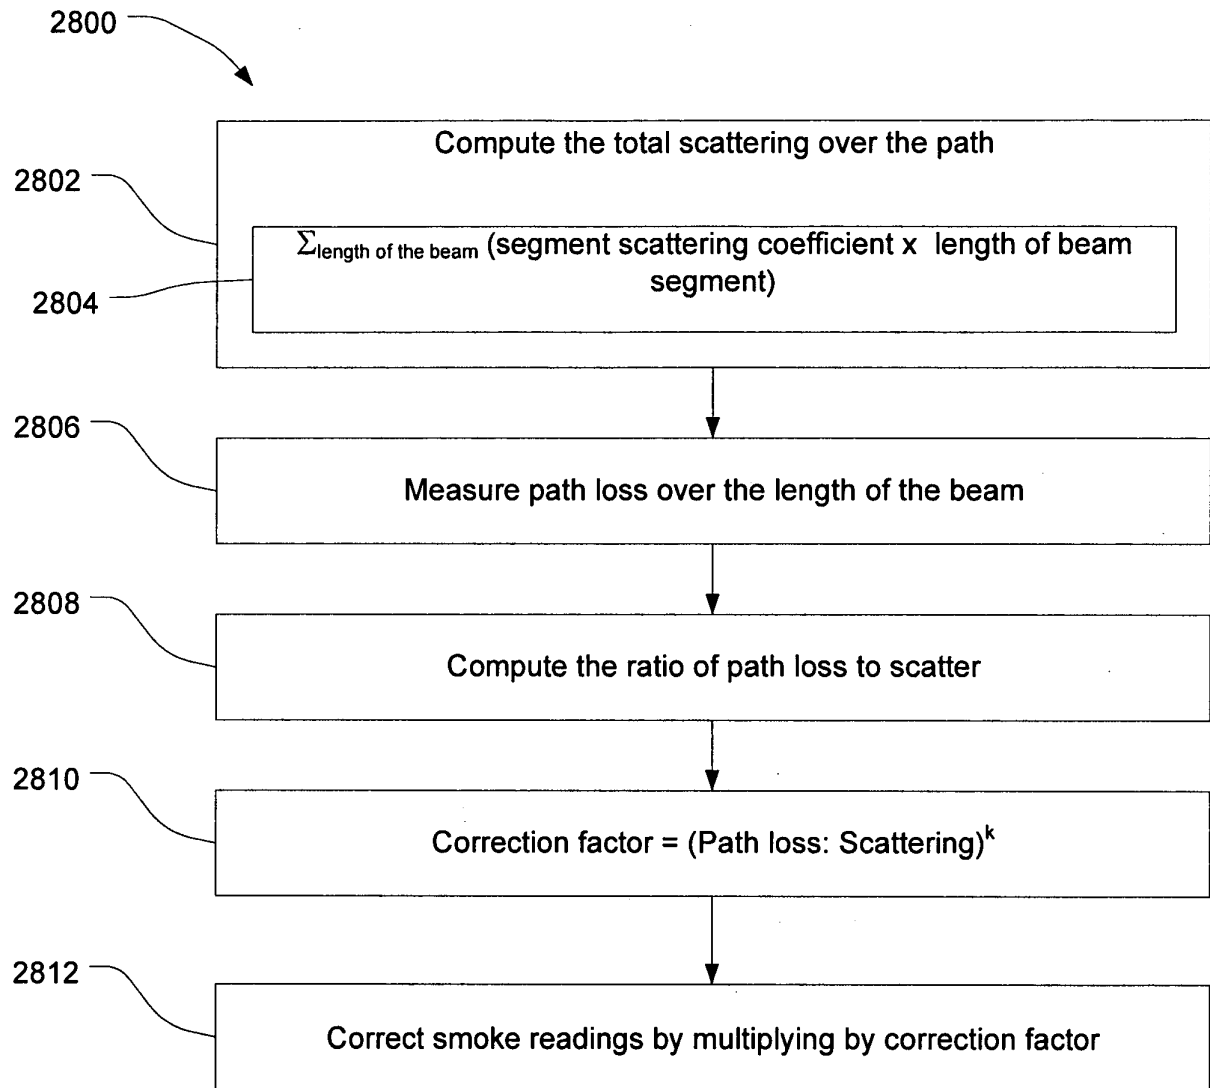 2800
Compute the total scattering over the path
2802
Σlength of the beam (segment scattering coefficient x length of beam
segment)
2804
2806
Measure path loss over the length of the beam
2808
Compute the ratio of path loss to scatter
2810
Correction factor = (Path loss: Scattering)^k
2812
Correct smoke readings by multiplying by correction factor